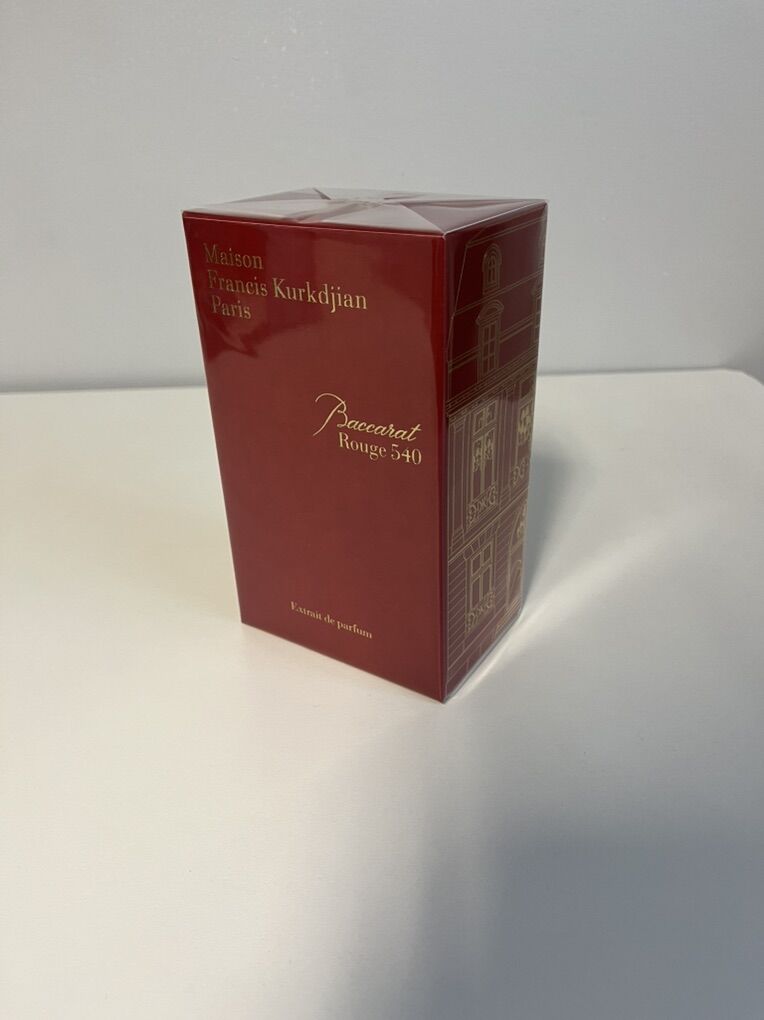 Maison
Francis Kurkdjian
Paris
Baccarat
Rouge 540
Extrait de parfum